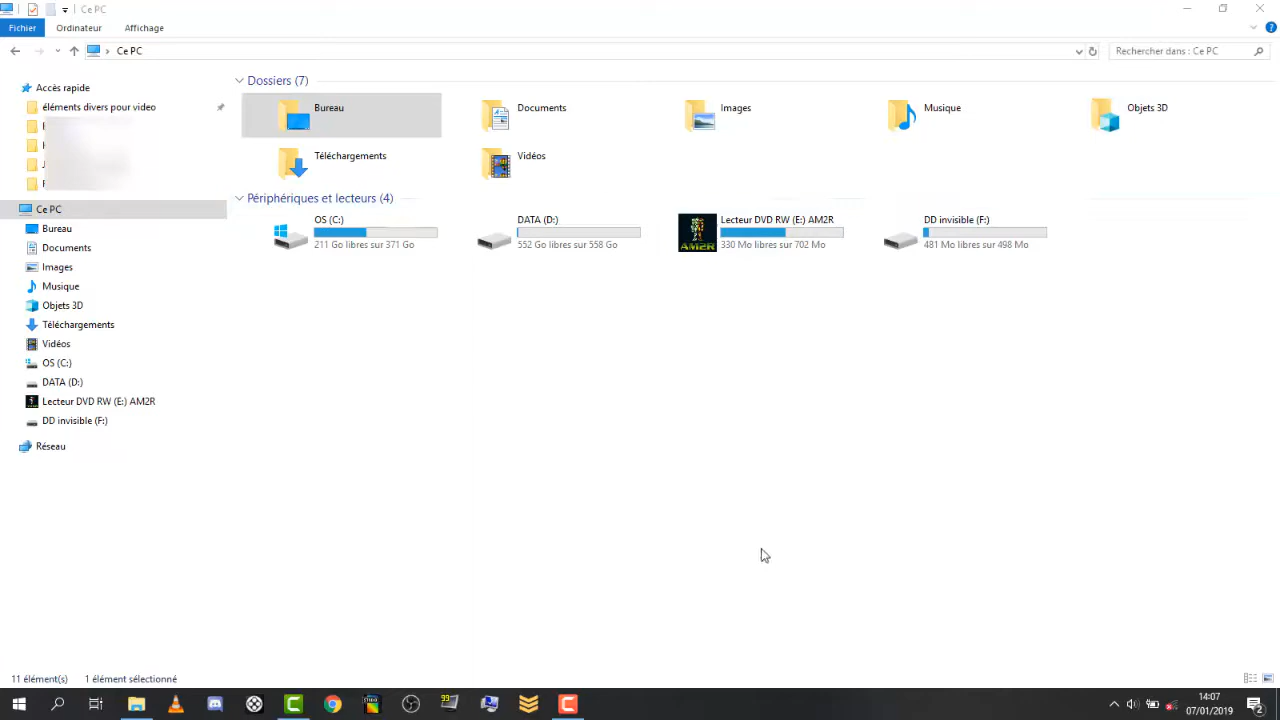 Ce PC
Fichier
Ordinateur
Affichage
Ce PC
Rechercher dans : Ce PC
Accès rapide
éléments divers pour video
Ce PC
Bureau
Documents
Images
Musique
Objets 3D
Téléchargements
Vidéos
OS (C:)
DATA (D:)
Lecteur DVD RW (E:) AM2R
DD invisible (F:)
Réseau
Dossiers (7)
Bureau
Documents
Images
Musique
Objets 3D
Téléchargements
Vidéos
Périphériques et lecteurs (4)
OS (C:)
211 Go libres sur 371 Go
DATA (D:)
552 Go libres sur 558 Go
AM2R
Lecteur DVD RW (E:) AM2R
330 Mo libres sur 702 Mo
DD invisible (F:)
481 Mo libres sur 498 Mo
11 élément(s)
1 élément sélectionné
99
14:07
07/01/2019
2